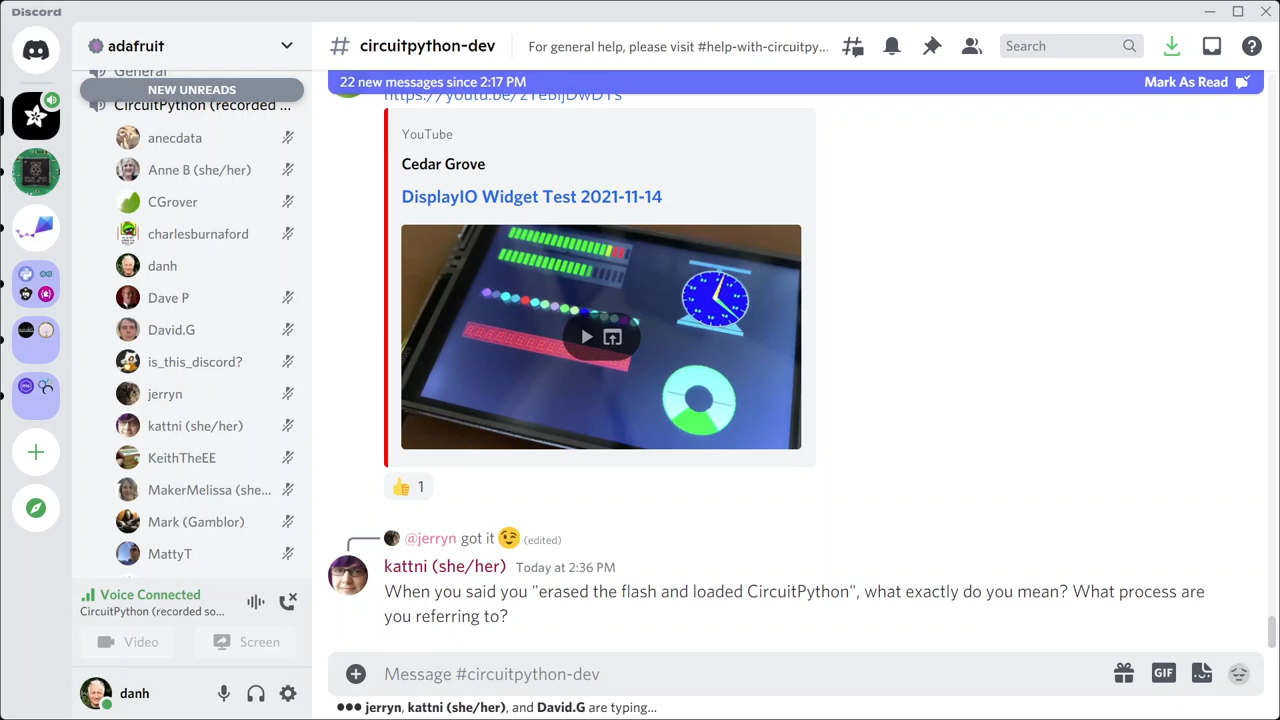 Discord
adafruit
General
NEW UNREADS
CircuitPython (recorded ...
anecdata
Anne B (she/her)
CGrover
charlesburnaford
danh
Dave P
David.G
is_this_discord?
jerryn
kattni (she/her)
KeithTheEE
MakerMelissa (she...
Mark (Gamblor)
MattyT
Voice Connected
CircuitPython (recorded so...
Video
Screen
danh
circuitpython-dev
For general help, please visit #help-with-circuitpy...
Search
22 new messages since 2:17 PM
Mark As Read
YouTube
Cedar Grove
DisplayIO Widget Test 2021-11-14
👍 1
@jerryn got it 😉 (edited)
kattni (she/her) Today at 2:36 PM
When you said you "erased the flash and loaded CircuitPython", what exactly do you mean? What process are
you referring to?
Message #circuitpython-dev
GIF
jerryn, kattni (she/her), and David.G are typing...